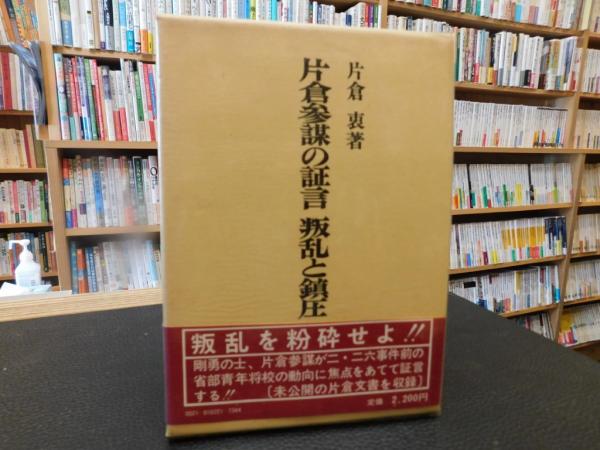 片倉 衷著
片倉参謀の証言 叛乱と鎮圧
叛乱を粉砕せよ!!
剛勇の士、片倉参謀が二・二六事件前の
省部青年将校の動向に焦点をあてて証言
する!!〔未公開の片倉文書を収録〕
定価 2,200円